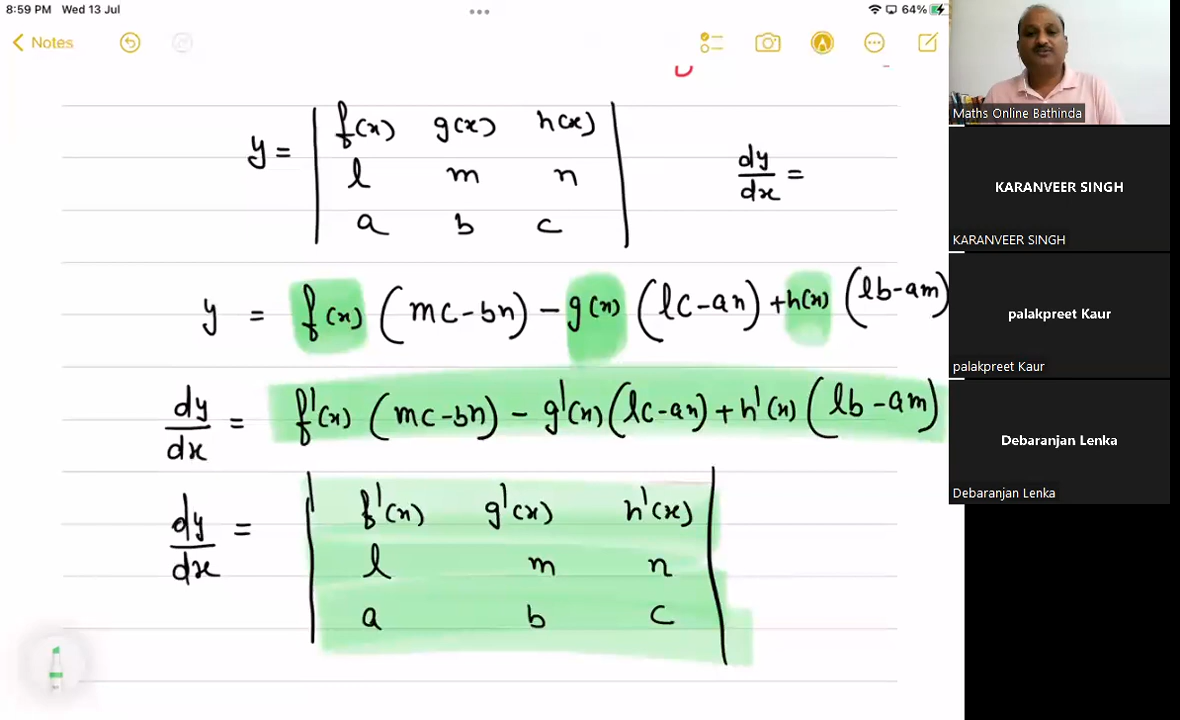 8:59 PM Wed 13 Jul
64%
Notes
y = | f(x) g(x) h(x) |
| l m n |
| a b c |
dy/dx =
y = f(x) (mc-bn) - g(x) (lc-an) + h(x) (lb-am)
dy/dx = f'(x) (mc-bn) - g'(x) (lc-an) + h'(x) (lb-am)
dy/dx = | f'(x) g'(x) h'(x) |
| l m n |
| a b c |
Maths Online Bathinda
KARANVEER SINGH
KARANVEER SINGH
palakpreet Kaur
palakpreet Kaur
Debaranjan Lenka
Debaranjan Lenka